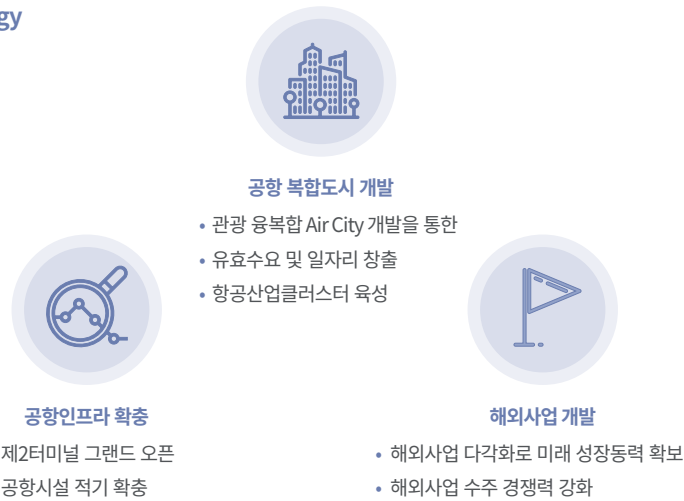 gy
공항 복합도시 개발
• 관광 융복합 Air City 개발을 통한
• 유효수요 및 일자리 창출
• 항공산업클러스터 육성
공항인프라 확충
제2터미널 그랜드 오픈
공항시설 적기 확충
해외사업 개발
• 해외사업 다각화로 미래 성장동력 확보
• 해외사업 수주 경쟁력 강화